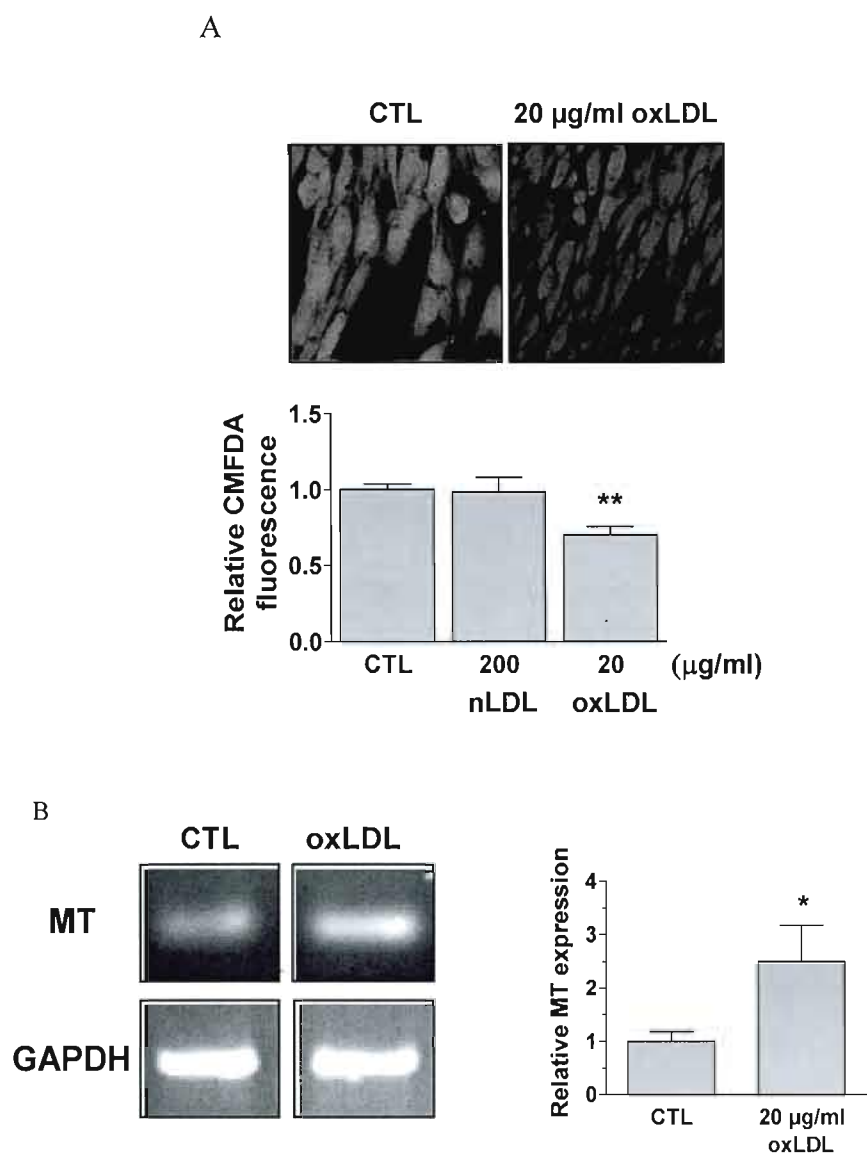 A
CTL 20 µg/ml oxLDL
Relative CMFDA
fluorescence
1.5
1.0
0.5
0.0
**
CTL 200 20 (µg/ml)
nLDL oxLDL
B
CTL oxLDL
MT
GAPDH
Relative MT expression
4
3
2
1
0
*
CTL 20 µg/ml
oxLDL